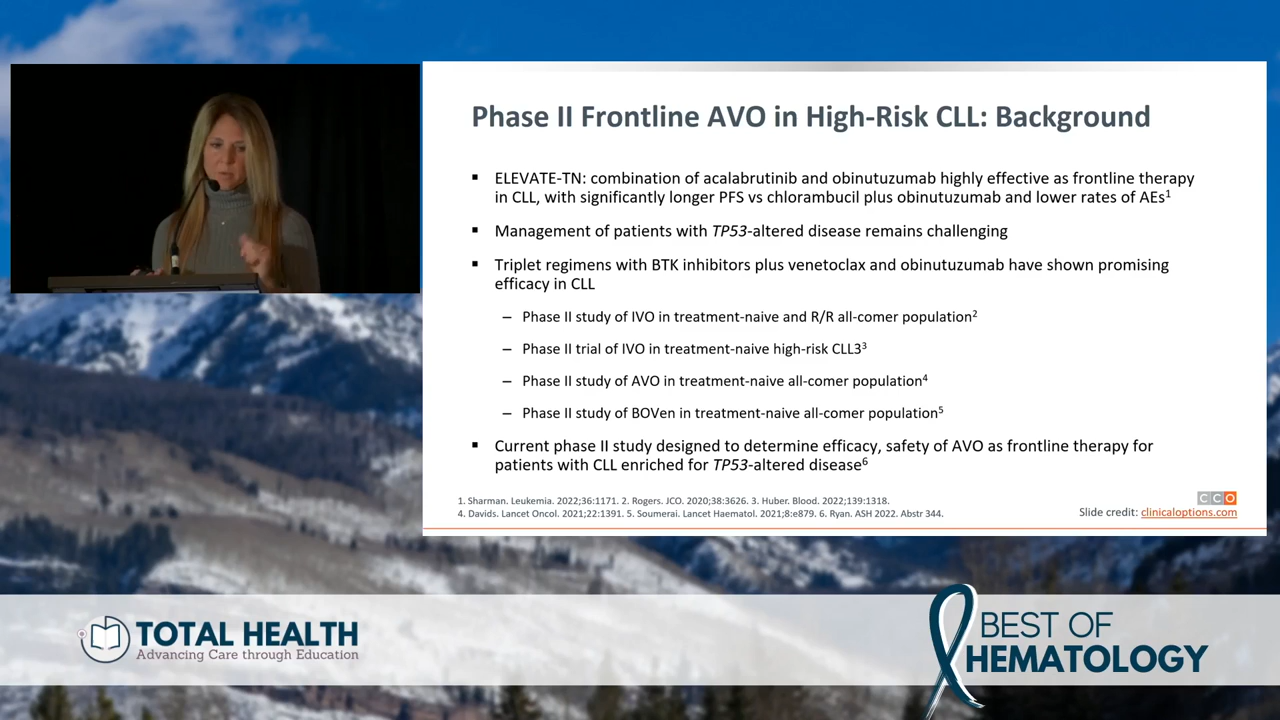 Phase II Frontline AVO in High-Risk CLL: Background
▪ ELEVATE-TN: combination of acalabrutinib and obinutuzumab highly effective as frontline therapy
in CLL, with significantly longer PFS vs chlorambucil plus obinutuzumab and lower rates of AEs¹
▪ Management of patients with TP53-altered disease remains challenging
▪ Triplet regimens with BTK inhibitors plus venetoclax and obinutuzumab have shown promising
efficacy in CLL
– Phase II study of IVO in treatment-naive and R/R all-comer population²
– Phase II trial of IVO in treatment-naive high-risk CLL3³
– Phase II study of AVO in treatment-naive all-comer population⁴
– Phase II study of BOVen in treatment-naive all-comer population⁵
▪ Current phase II study designed to determine efficacy, safety of AVO as frontline therapy for
patients with CLL enriched for TP53-altered disease⁶
1. Sharman. Leukemia. 2022;36:1171. 2. Rogers. JCO. 2020;38:3626. 3. Huber. Blood. 2022;139:1318.
4. Davids. Lancet Oncol. 2021;22:1391. 5. Soumerai. Lancet Haematol. 2021;8:e879. 6. Ryan. ASH 2022. Abstr 344.
CCO
Slide credit: clinicaloptions.com
TOTAL HEALTH
Advancing Care through Education
BEST OF
HEMATOLOGY